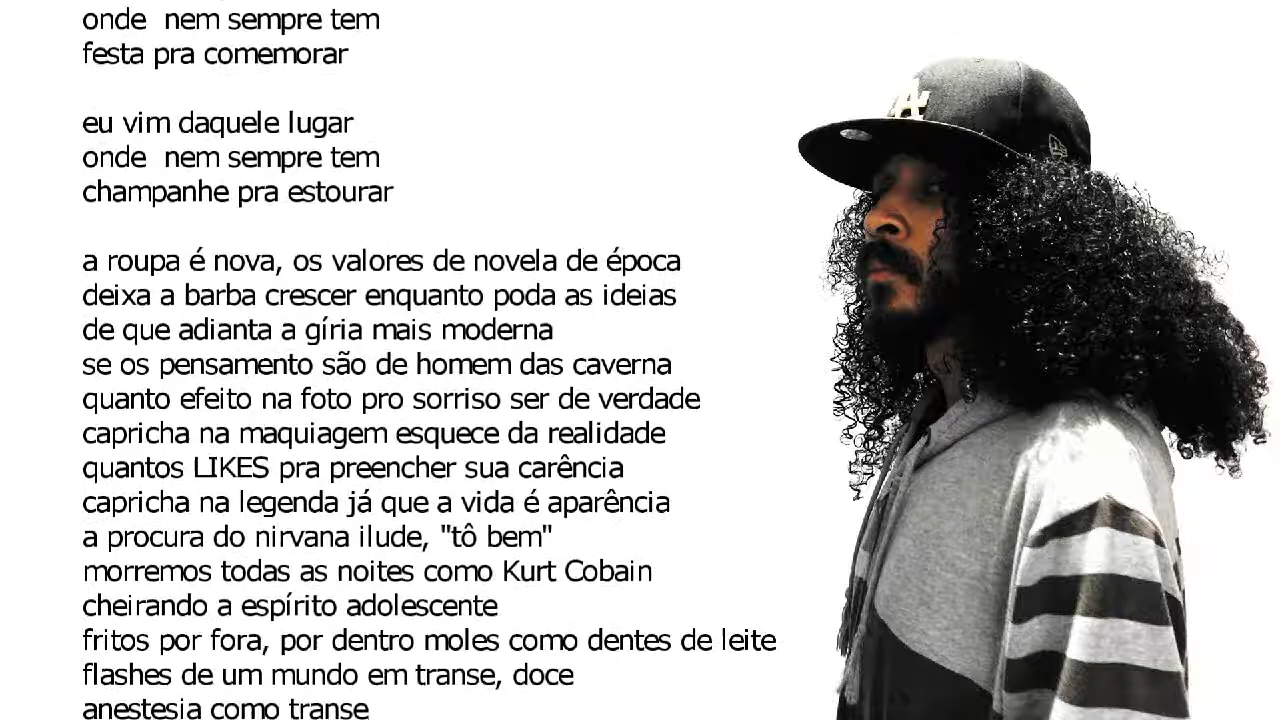 onde nem sempre tem
festa pra comemorar
eu vim daquele lugar
onde nem sempre tem
champanhe pra estourar
a roupa é nova, os valores de novela de época
deixa a barba crescer enquanto poda as ideias
de que adianta a gíria mais moderna
se os pensamento são de homem das caverna
quanto efeito na foto pro sorriso ser de verdade
capricha na maquiagem esquece da realidade
quantos LIKES pra preencher sua carência
capricha na legenda já que a vida é aparência
a procura do nirvana ilude, "tô bem"
morremos todas as noites como Kurt Cobain
cheirando a espírito adolescente
fritos por fora, por dentro moles como dentes de leite
flashes de um mundo em transe, doce
anestesia como transe
LA